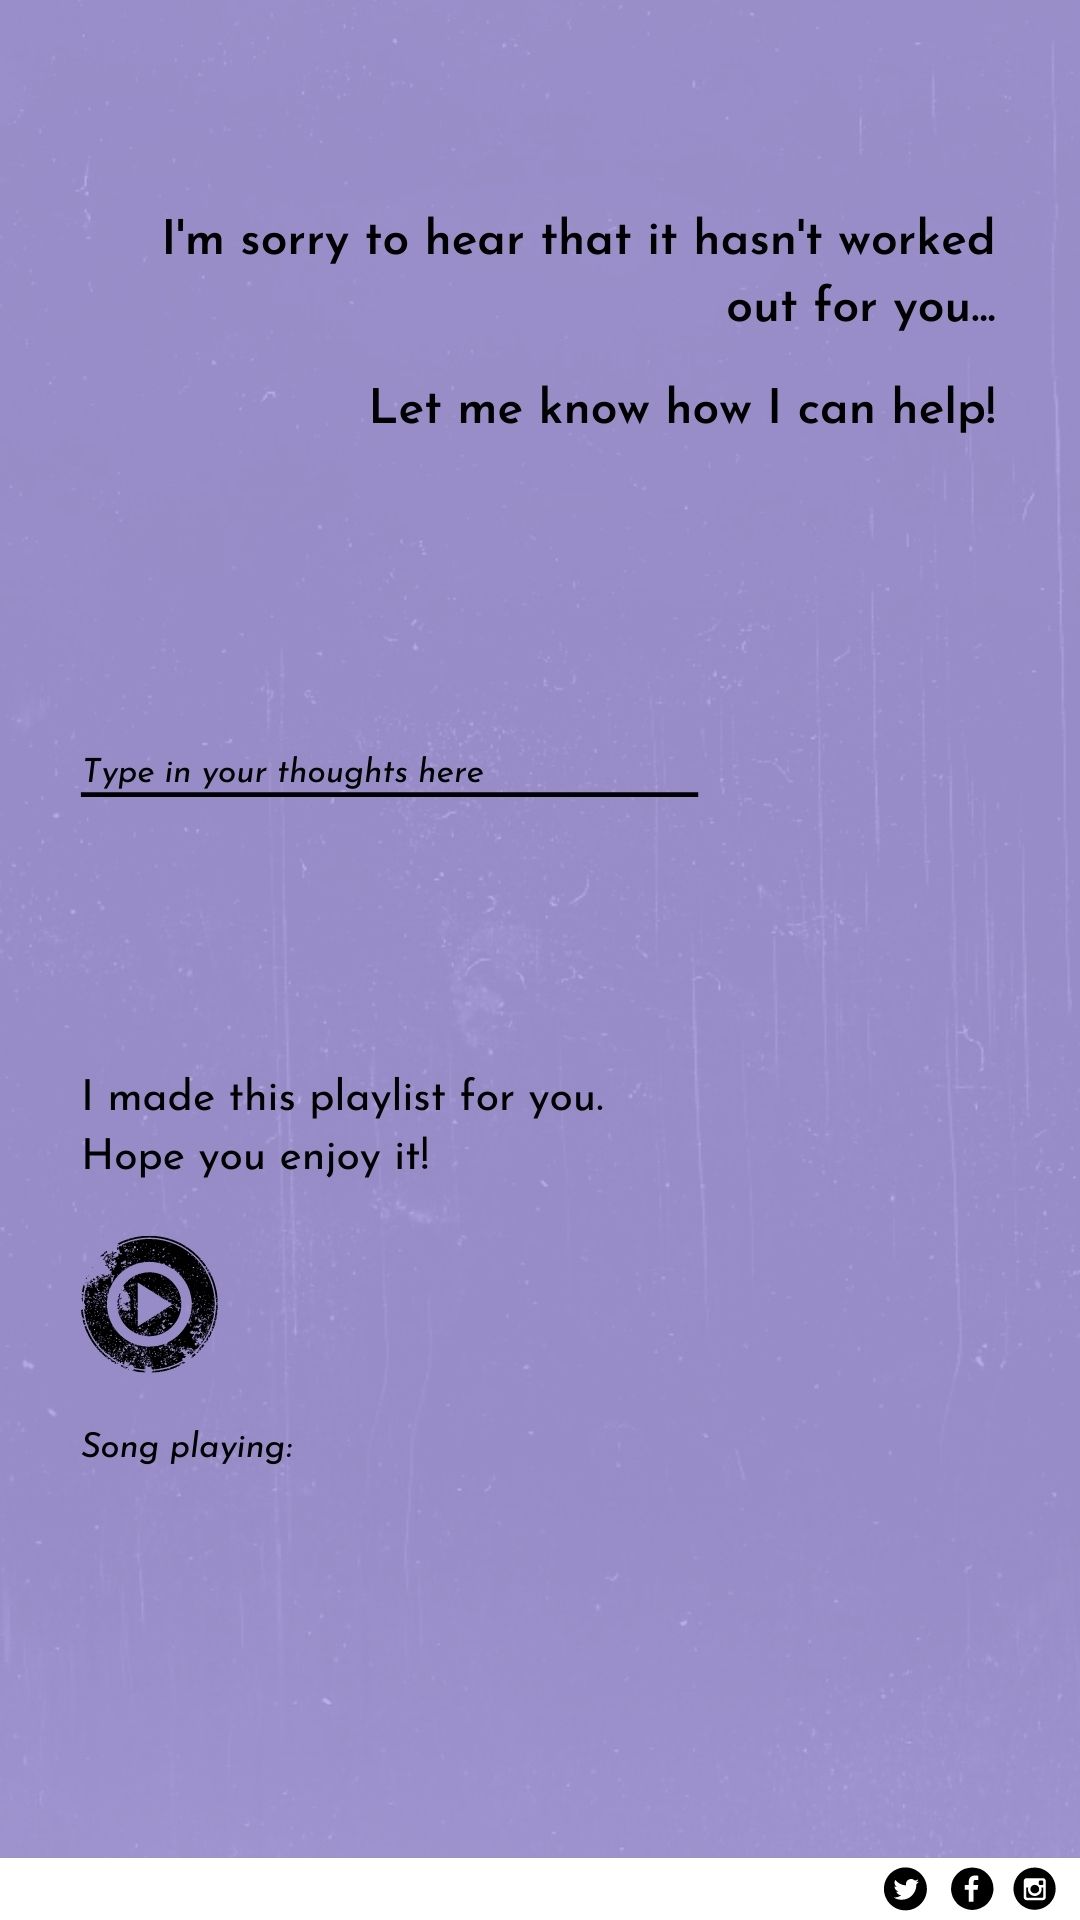 I'm sorry to hear that it hasn't worked
out for you...
Let me know how I can help!
Type in your thoughts here
I made this playlist for you.
Hope you enjoy it!
Song playing: